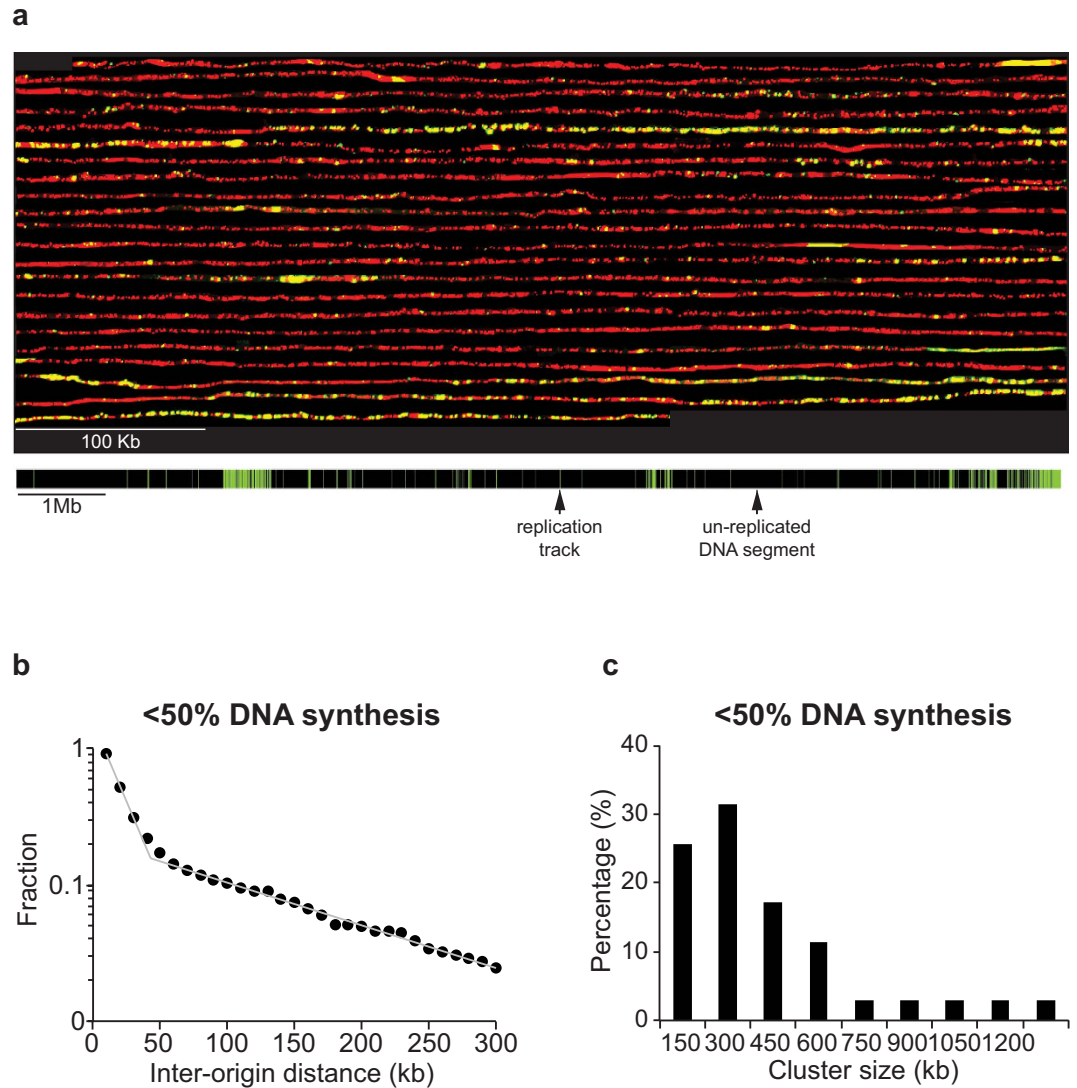 a
100 Kb
1Mb
replication
track
un-replicated
DNA segment
b
<50% DNA synthesis
1
0.1
0
Fraction
0 50 100 150 200 250 300
Inter-origin distance (kb)
c
<50% DNA synthesis
40
30
20
10
0
Percentage (%)
150 300 450 600 750 900 1050 1200
Cluster size (kb)